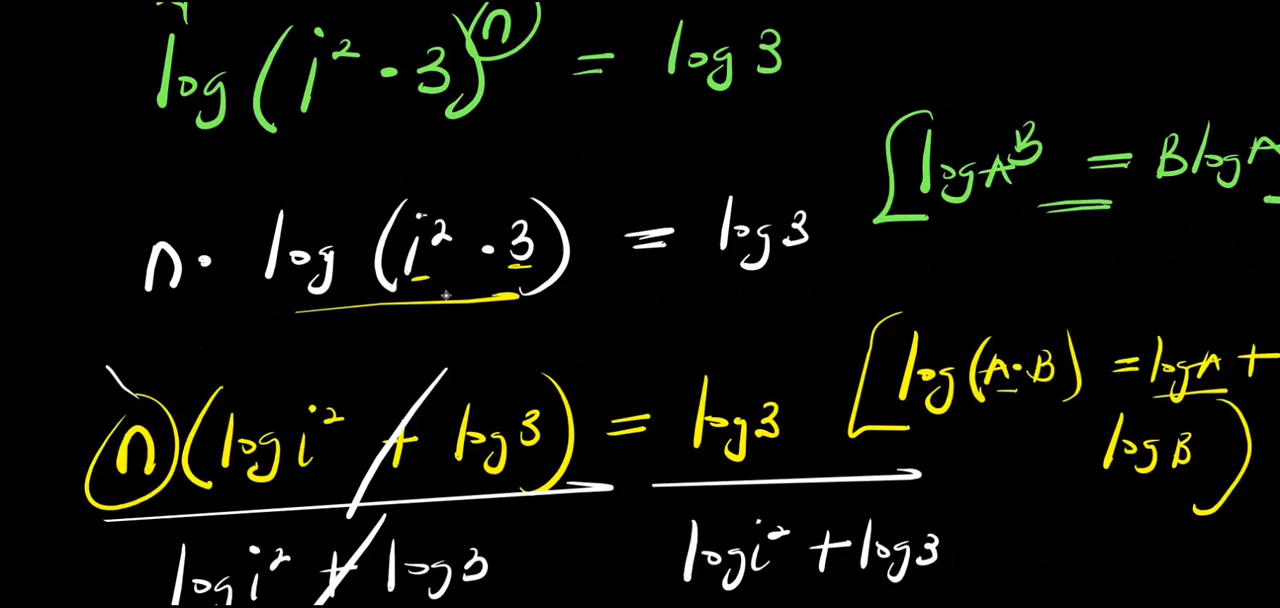 log(i² · 3)ⁿ = log 3
[log A^B = B log A
n · log(i² · 3) = log 3
n(log i² + log 3) = log 3
[log(A · B) = log A +
log B)
log i² + log 3
log i² + log 3